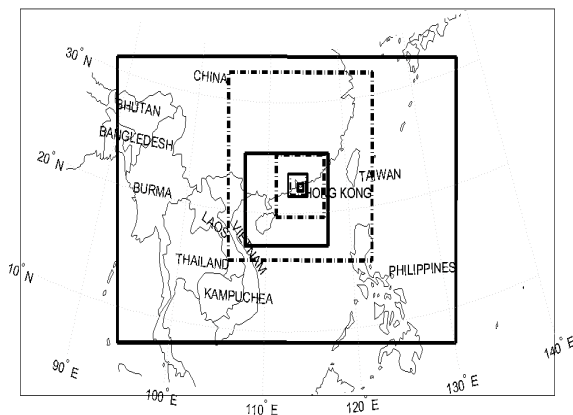 30° N
CHINA
BHUTAN
BANGLEDESH
20° N
TAIWAN
BURMA
HONG KONG
LAOS
VIETNAM
THAILAND
PHILIPPINES
10° N
KAMPUCHEA
140° E
90° E
130° E
100° E
120° E
110° E